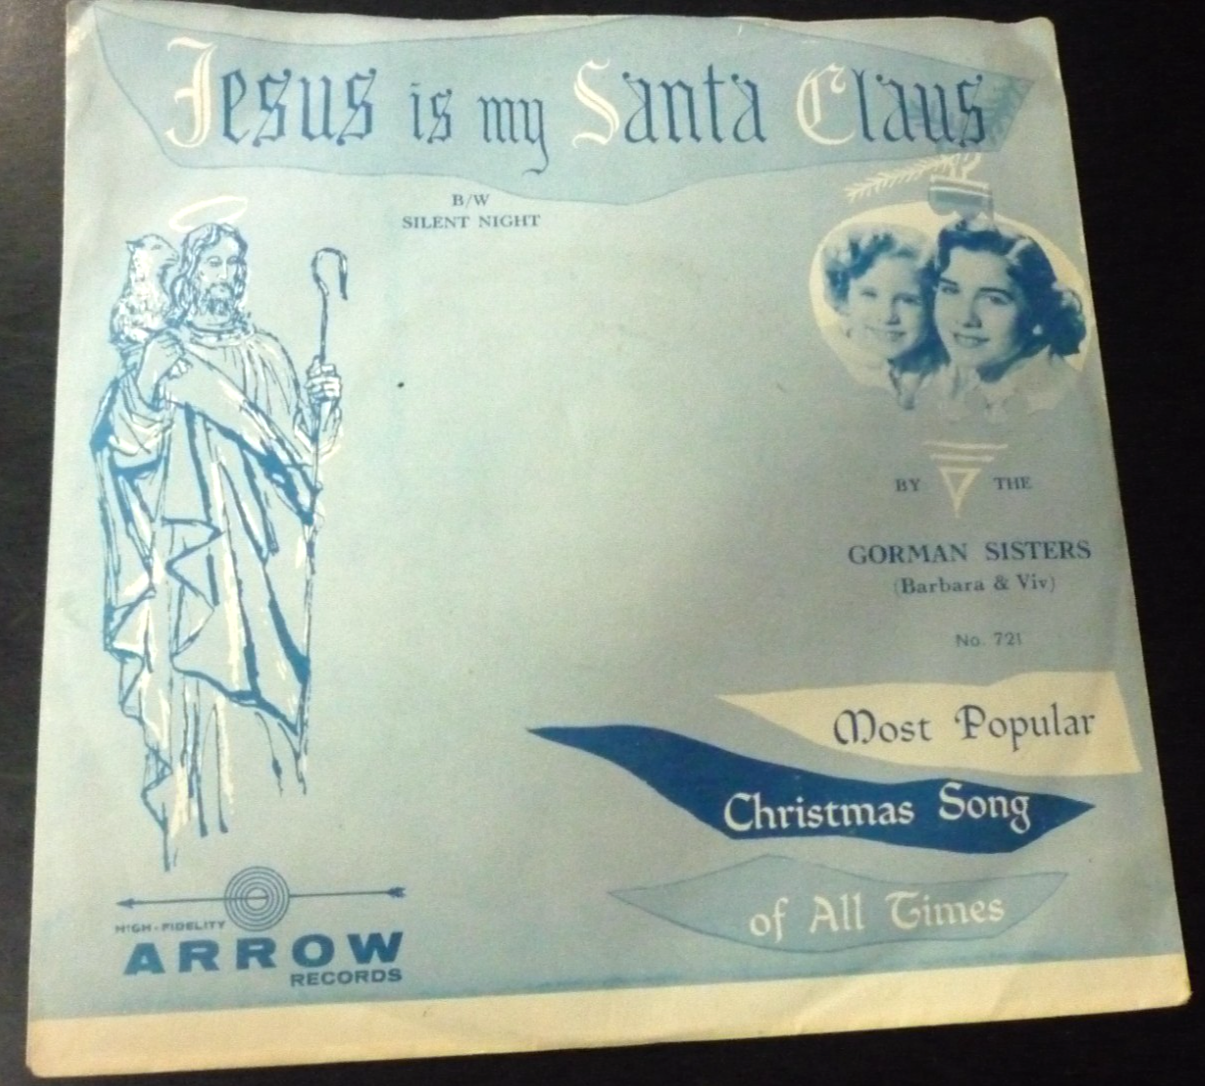 Jesus is my Santa Claus
B/W
SILENT NIGHT
BY THE
GORMAN SISTERS
(Barbara & Viv)
No. 721
Most Popular
Christmas Song
of All Times
HIGH-FIDELITY
ARROW
RECORDS